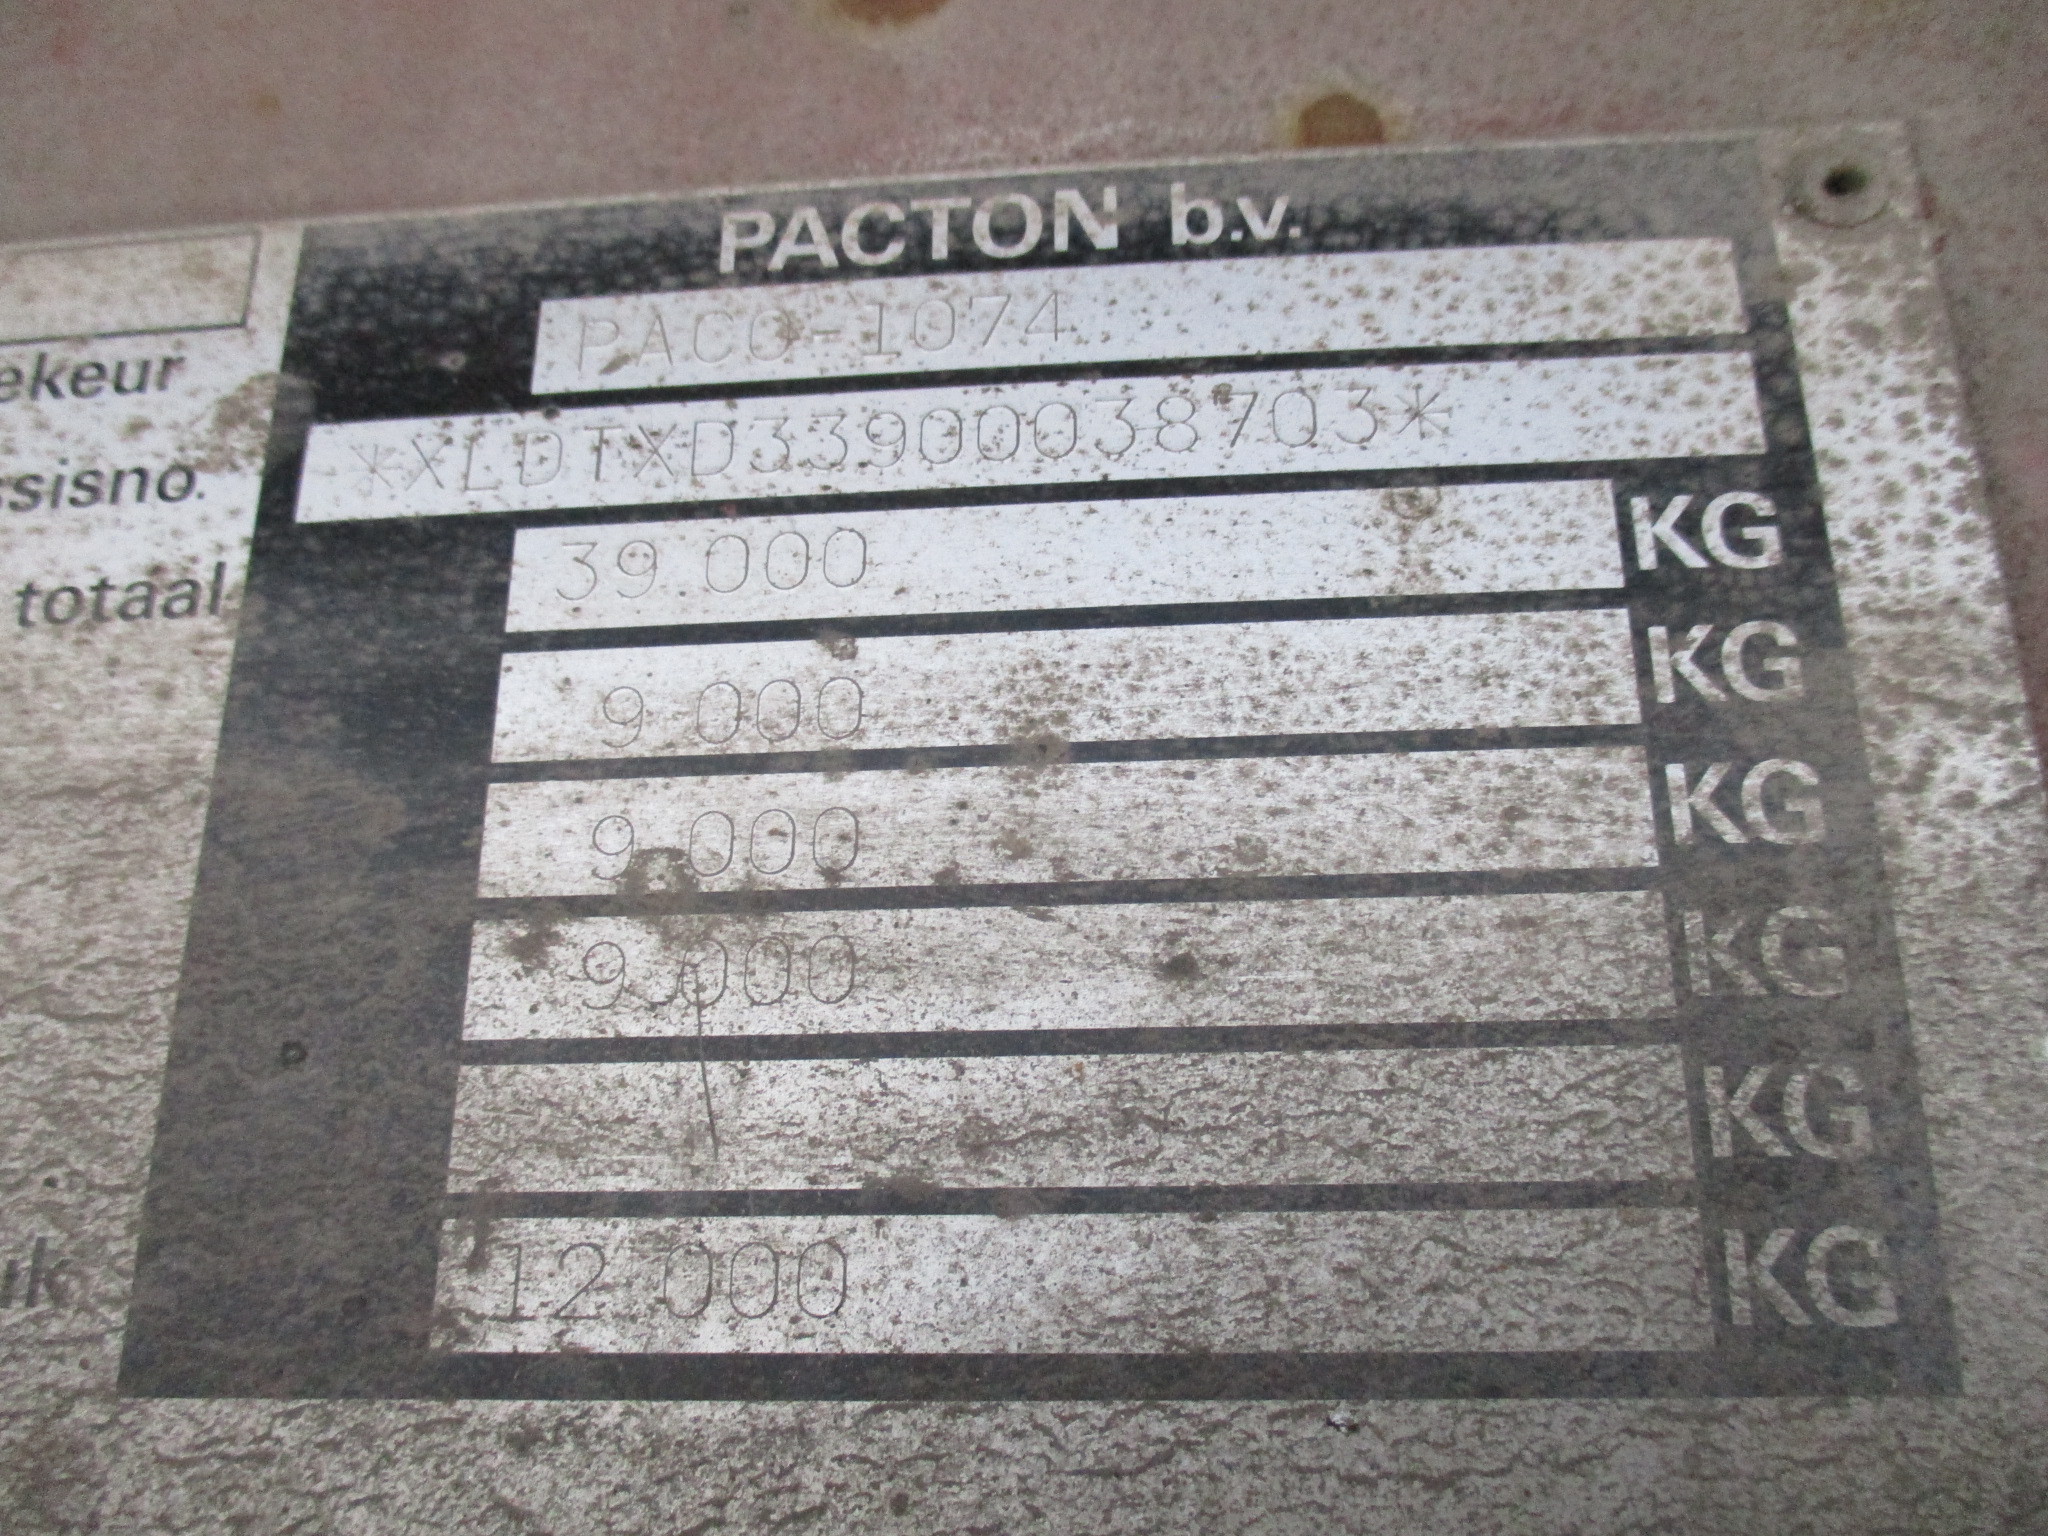 PACTON b.v.
ekeur PACO-1074
ssisno. *XLDTXD33900038703*
totaal 39 000 KG
9 000 KG
9 000 KG
9 000 KG
KG
12 000 KG